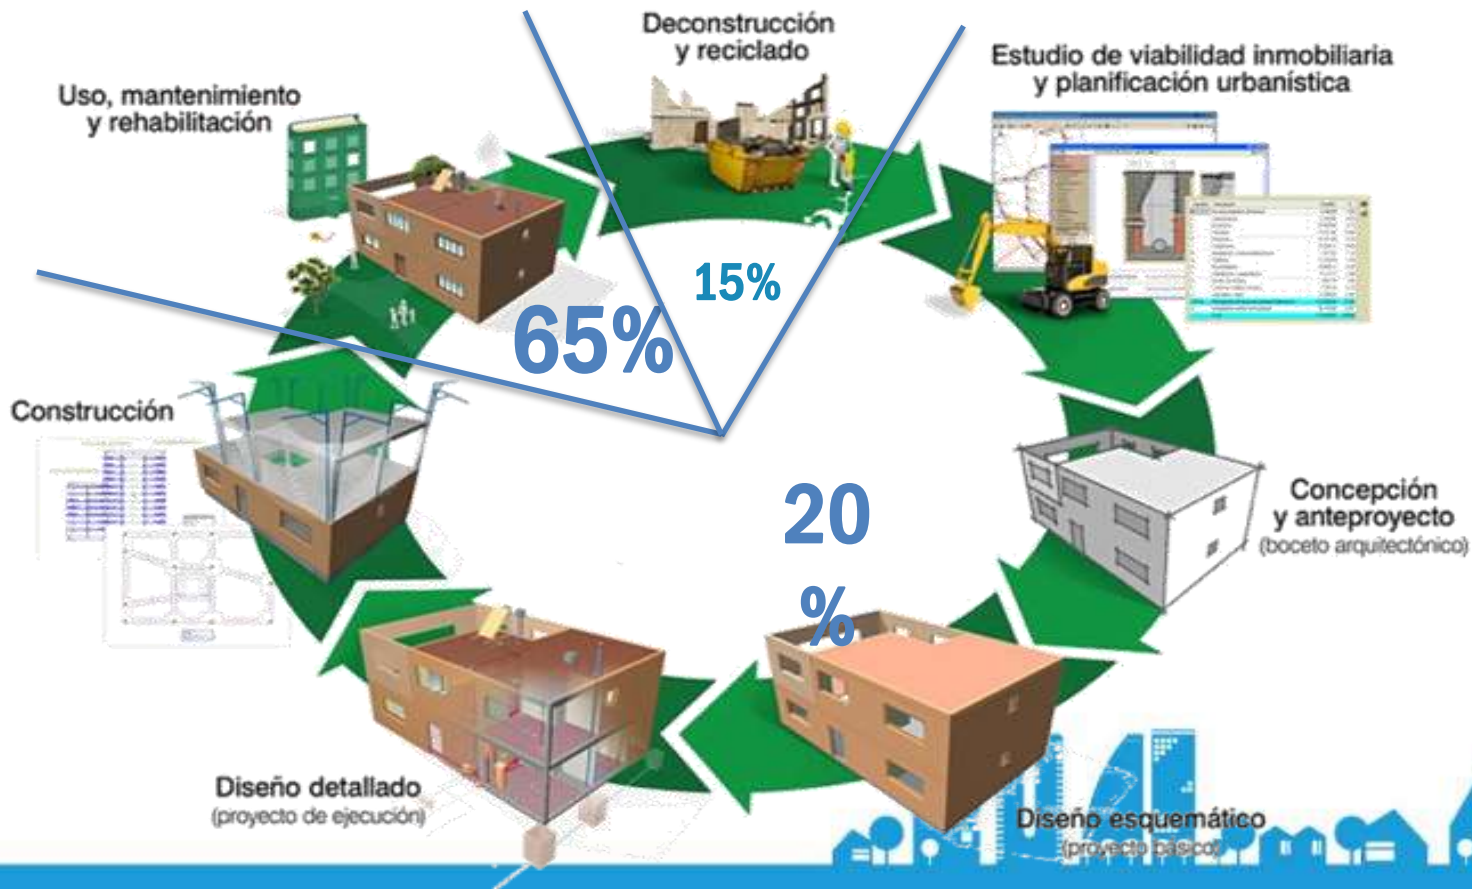 Deconstrucción
y reciclado
Estudio de viabilidad inmobiliaria
y planificación urbanística
Uso, mantenimiento
y rehabilitación
15%
65%
Construcción
20
%
Concepción
y anteproyecto
(boceto arquitectónico)
Diseño detallado
(proyecto de ejecución)
Diseño esquemático
(proyecto básico)